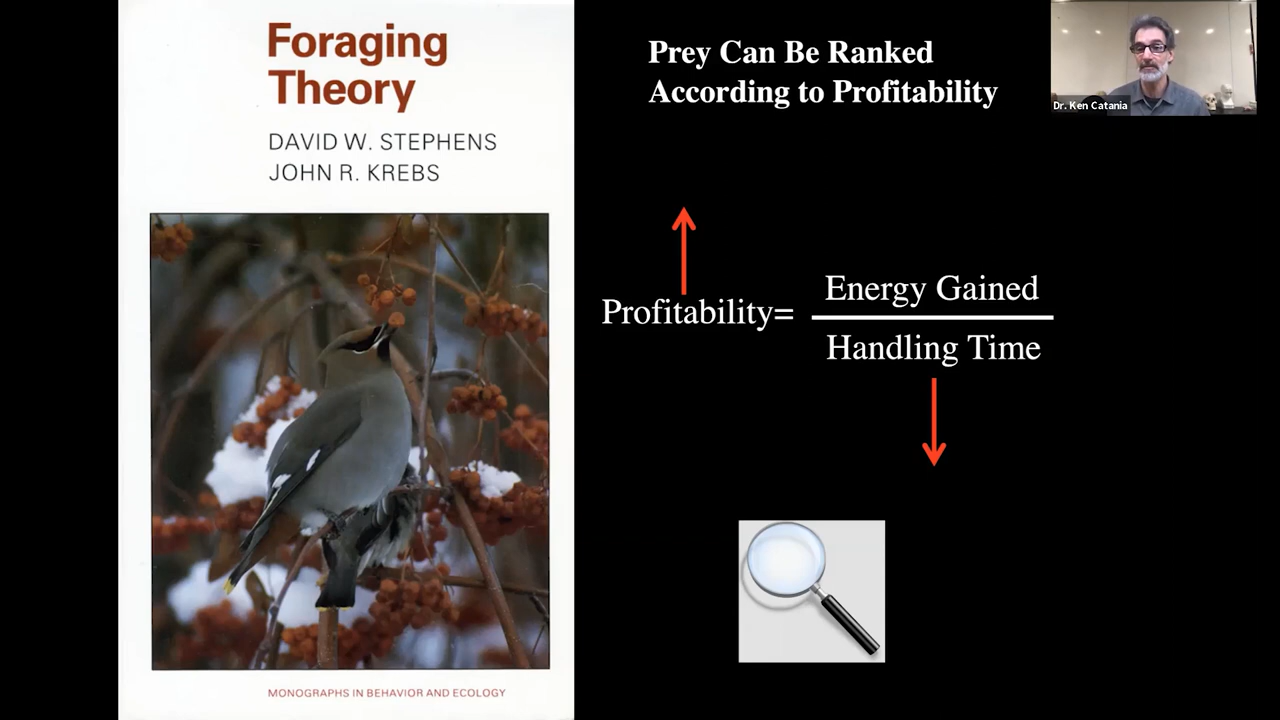 Foraging
Theory
DAVID W. STEPHENS
JOHN R. KREBS
MONOGRAPHS IN BEHAVIOR AND ECOLOGY
Prey Can Be Ranked
According to Profitability
Profitability=
Energy Gained
Handling Time
Dr. Ken Catania